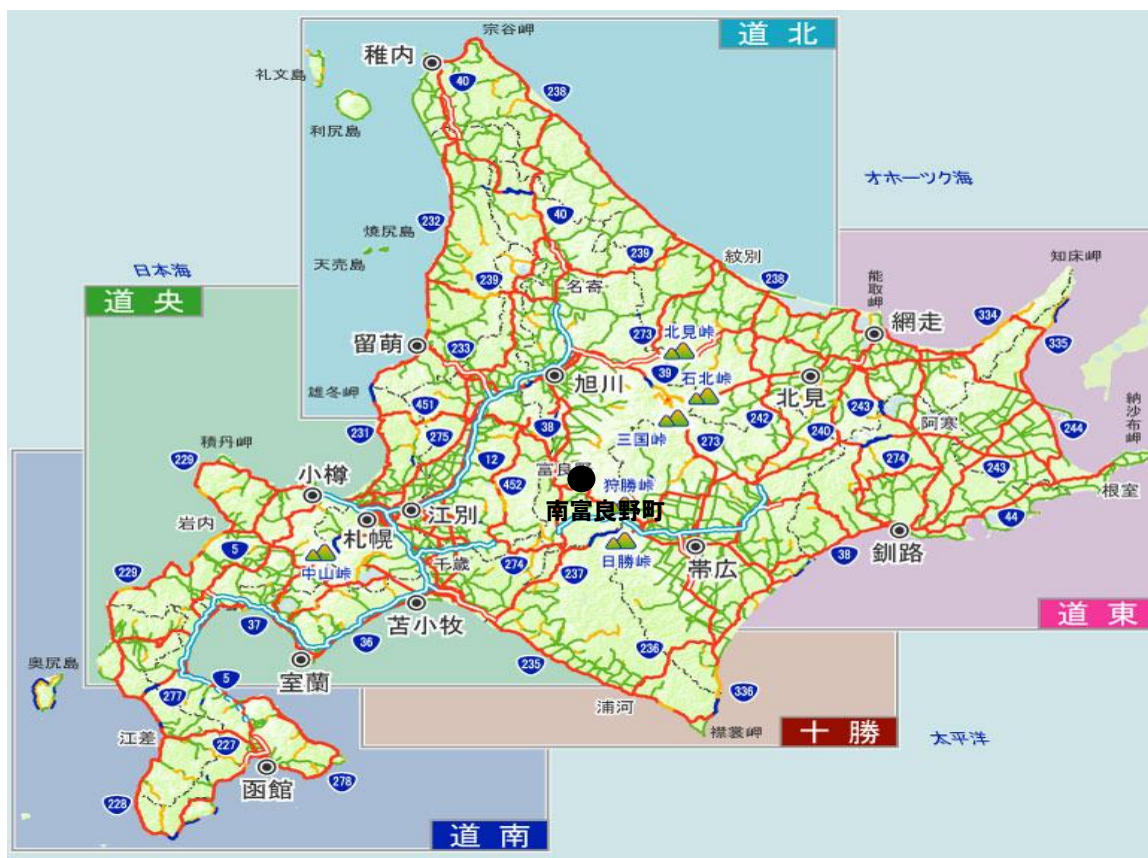 宗谷岬
道北
稚内
礼文島
40
238
利尻島
オホーツク海
232
40
焼尻島
239
天売島
紋別
知床岬
日本海
239
238
能取岬
道央
名寄
334
網走
273
北見峠
335
留萌
233
39
石北峠
旭川
北見
雄冬岬
451
242
243
納沙布岬
231
275
38
三国峠
240
阿寒
244
積丹岬
273
229
12
274
243
小樽
452
富良野
狩勝峠
根室
岩内
江別
南富良野町
44
札幌
釧路
5
日勝峠
38
中山峠
千歳
274
帯広
229
237
苫小牧
道東
37
36
236
奥尻島
室蘭
235
5
277
336
浦河
江差
227
襟裳岬
十勝
太平洋
函館
278
228
道南